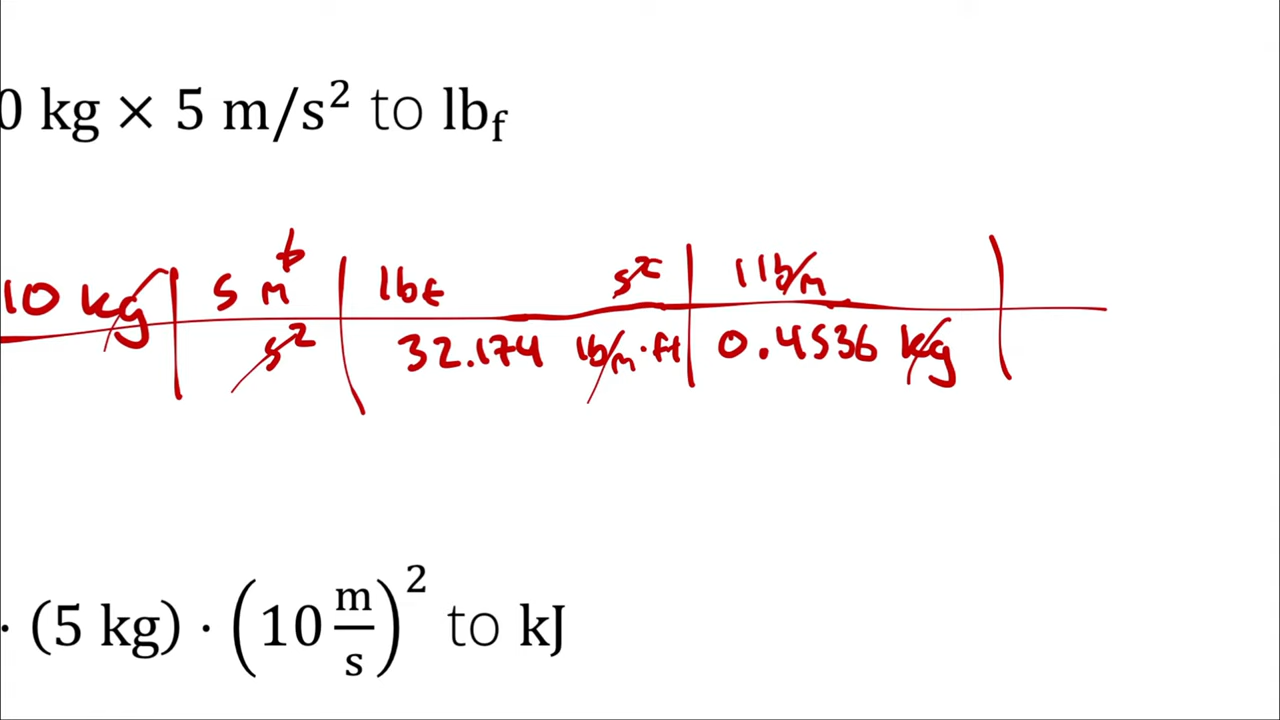 0 kg × 5 m/s² to lb_f
10 kg | 5 m | lbf s² | 1 lbm |
s² | 32.174 lbm·ft | 0.4536 kg |
· (5 kg) · (10 m/s)² to kJ